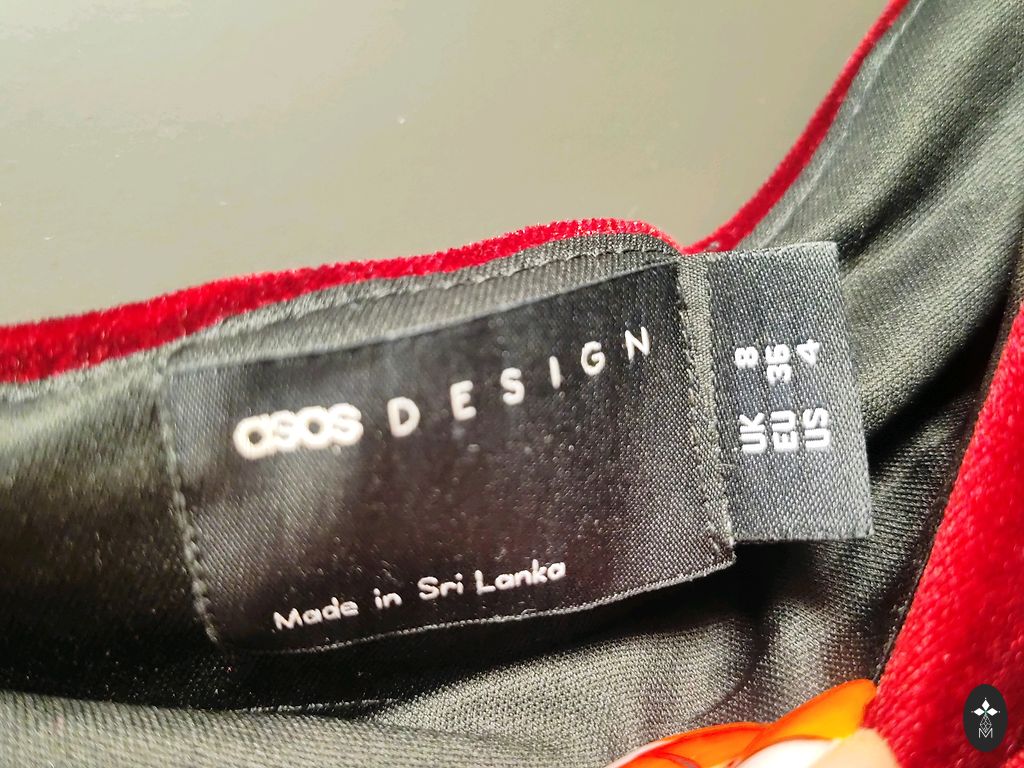 asos DESIGN
Made in Sri Lanka
UK 8
EU 36
US 4
M